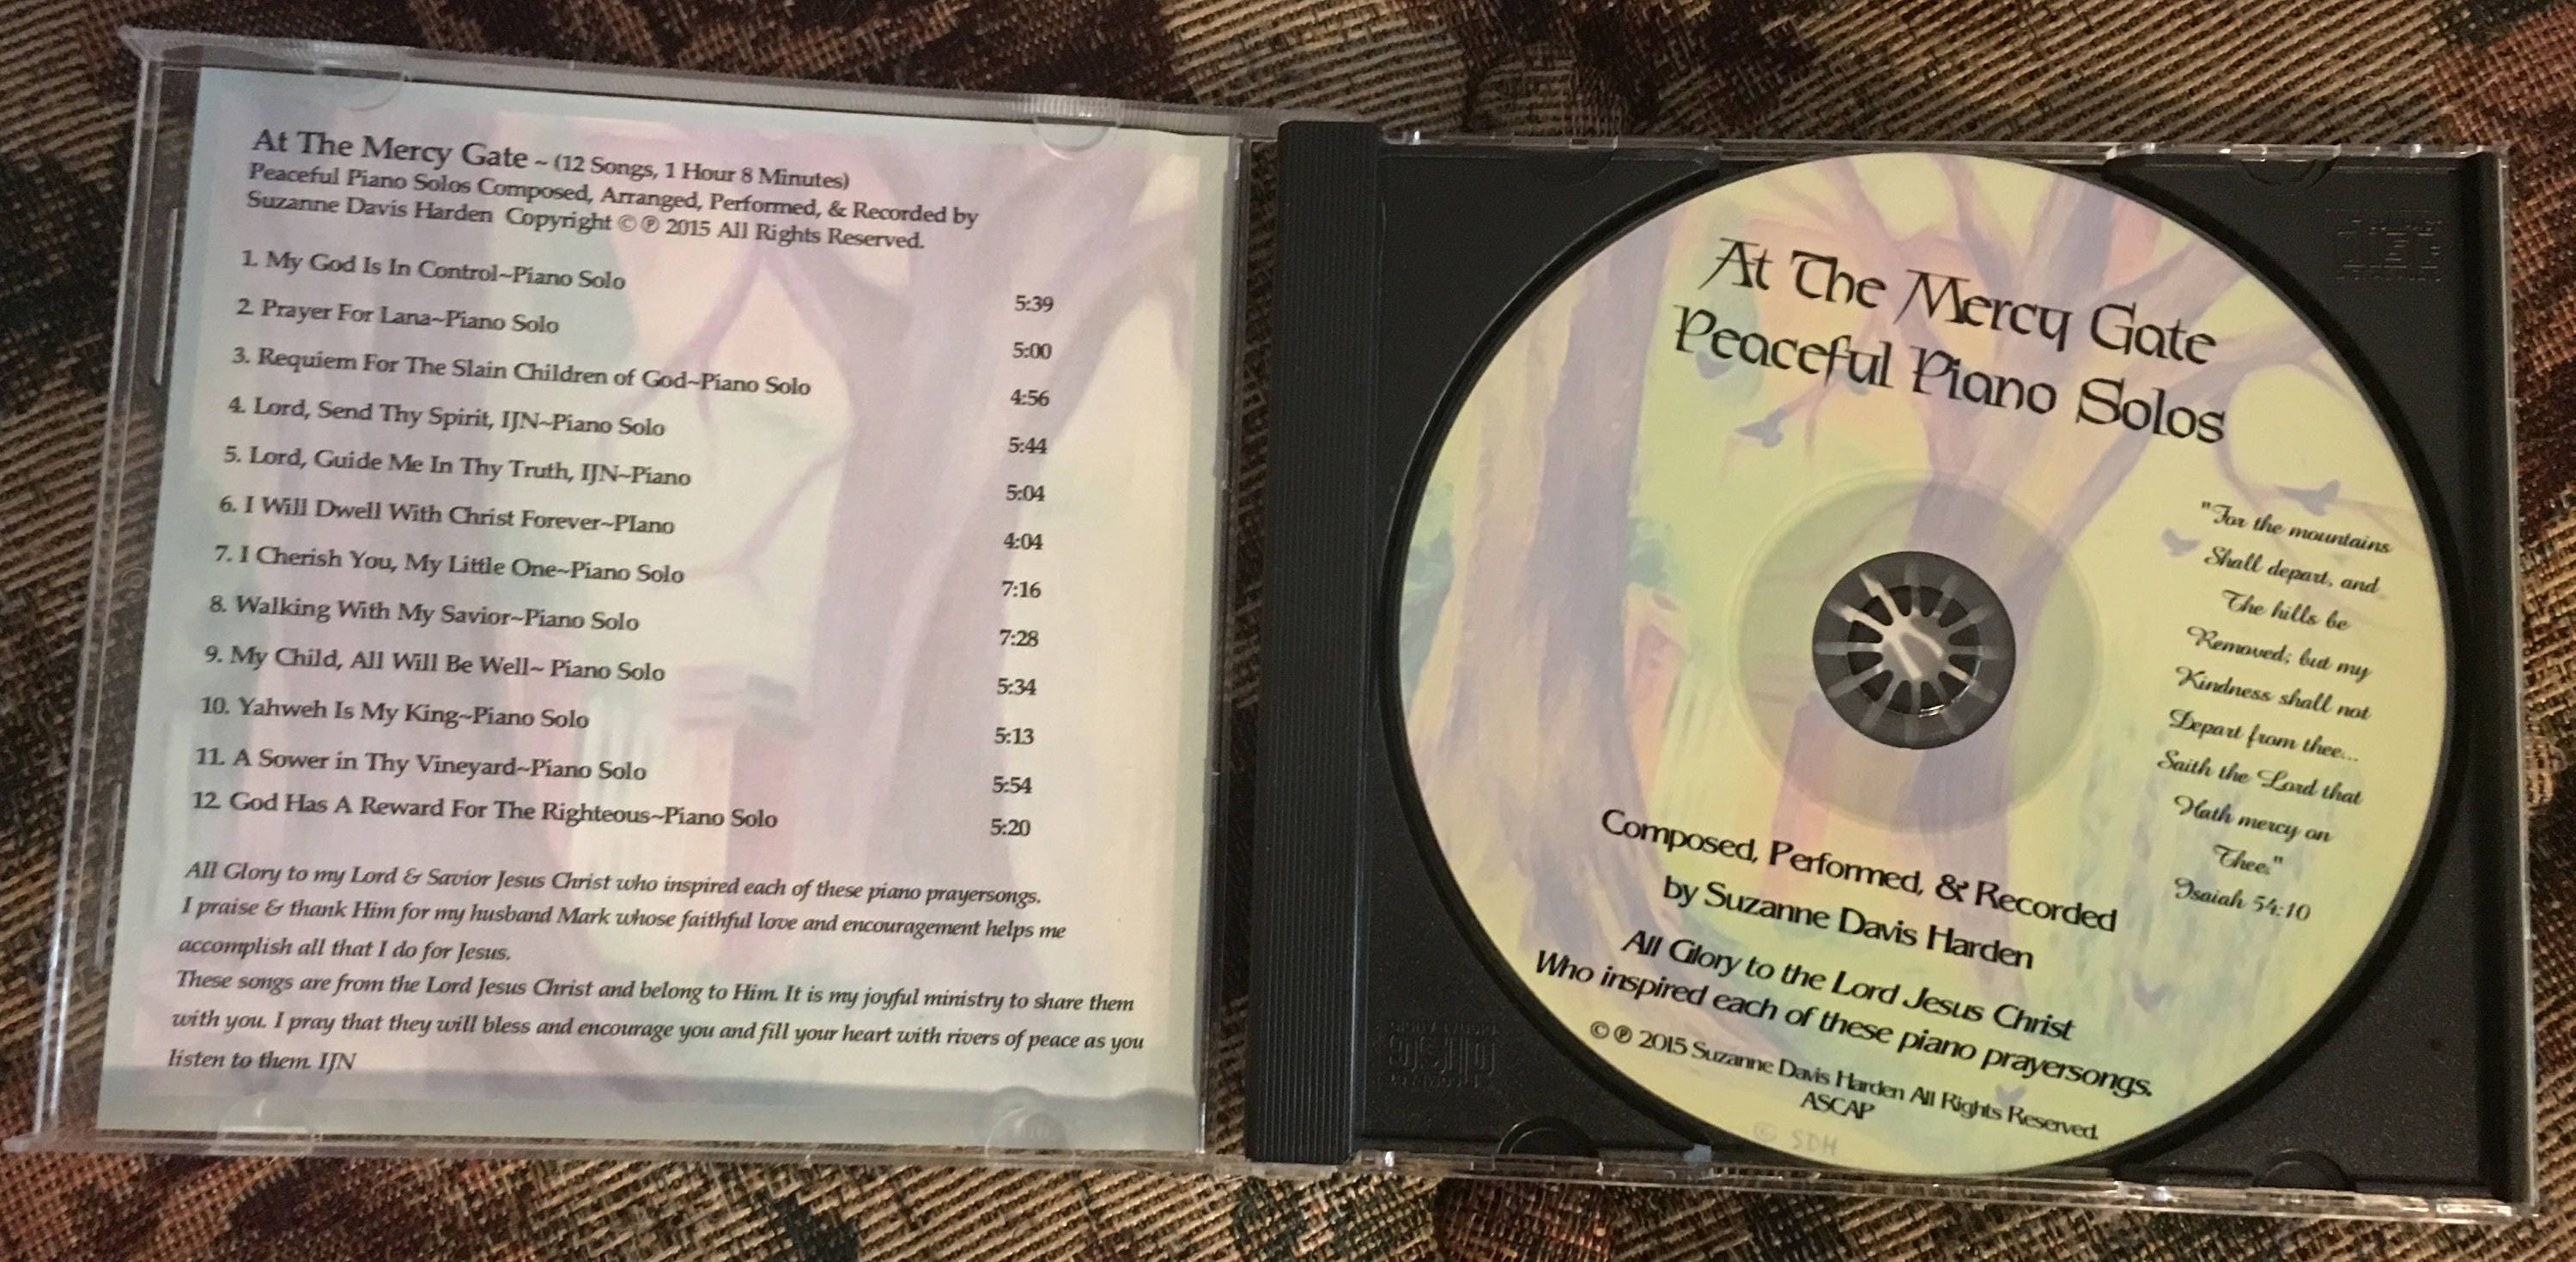 At The Mercy Gate ~ (12 Songs, 1 Hour 8 Minutes)
Peaceful Piano Solos Composed, Arranged, Performed, & Recorded by
Suzanne Davis Harden Copyright © ℗ 2015 All Rights Reserved.
1. My God Is In Control~Piano Solo 5:39
2. Prayer For Lana~Piano Solo 5:00
3. Requiem For The Slain Children of God~Piano Solo 4:56
4. Lord, Send Thy Spirit, IJN~Piano Solo 5:44
5. Lord, Guide Me In Thy Truth, IJN~Piano 5:04
6. I Will Dwell With Christ Forever~PIano 4:04
7. I Cherish You, My Little One~Piano Solo 7:16
8. Walking With My Savior~Piano Solo 7:28
9. My Child, All Will Be Well~ Piano Solo 5:34
10. Yahweh Is My King~Piano Solo 5:13
11. A Sower in Thy Vineyard~Piano Solo 5:54
12. God Has A Reward For The Righteous~Piano Solo 5:20
All Glory to my Lord & Savior Jesus Christ who inspired each of these piano prayersongs.
I praise & thank Him for my husband Mark whose faithful love and encouragement helps me
accomplish all that I do for Jesus.
These songs are from the Lord Jesus Christ and belong to Him. It is my joyful ministry to share them
with you. I pray that they will bless and encourage you and fill your heart with rivers of peace as you
listen to them. IJN
At The Mercy Gate
Peaceful Piano Solos
"For the mountains
Shall depart, and
The hills be
Removed; but my
Kindness shall not
Depart from thee...
Saith the Lord that
Hath mercy on
Thee."
Isaiah 54:10
Composed, Performed, & Recorded
by Suzanne Davis Harden
All Glory to the Lord Jesus Christ
Who inspired each of these piano prayersongs.
© ℗ 2015 Suzanne Davis Harden All Rights Reserved.
ASCAP
© SDH